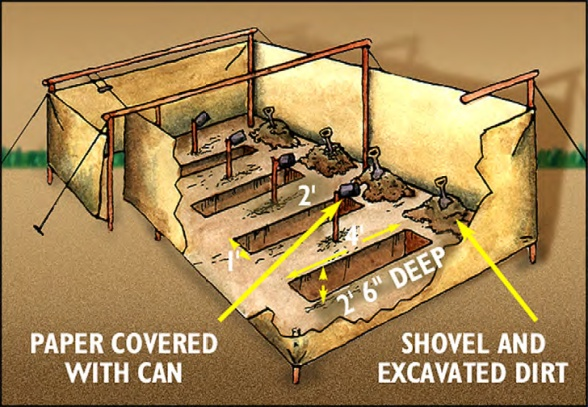 2'
1'
4'
2' 6" DEEP
PAPER COVERED
WITH CAN
SHOVEL AND
EXCAVATED DIRT